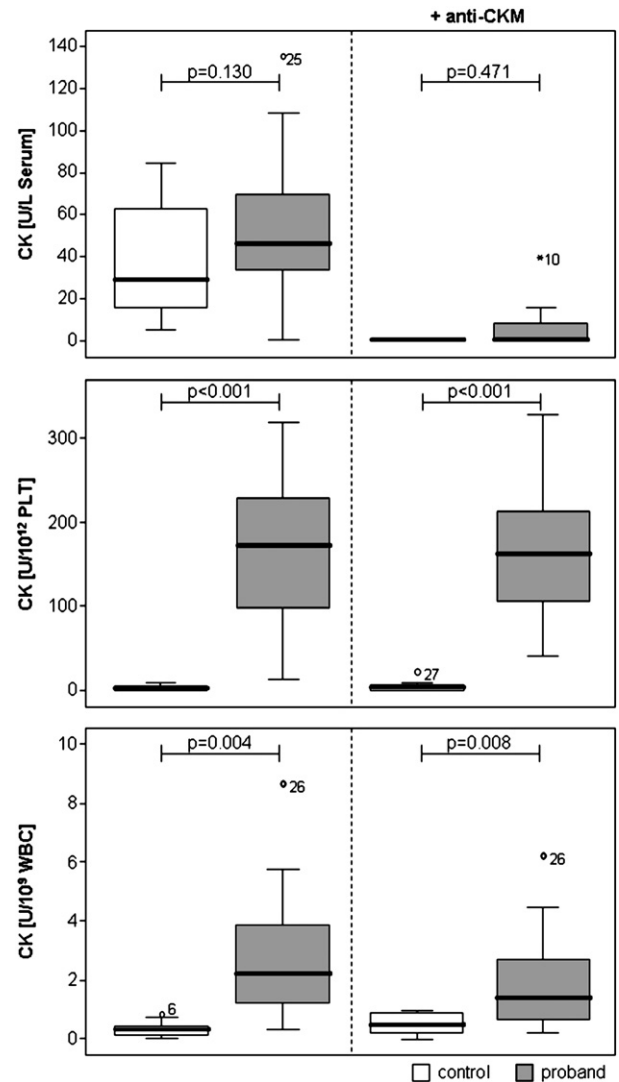 + anti-CKM
CK [U/L Serum]
140
120
100
80
60
40
20
0
p=0.130
25
p=0.471
*10
CK [U/10¹² PLT]
300
200
100
0
p<0.001
p<0.001
27
CK [U/10⁹ WBC]
10
8
6
4
2
0
p=0.004
26
6
p=0.008
26
control
proband